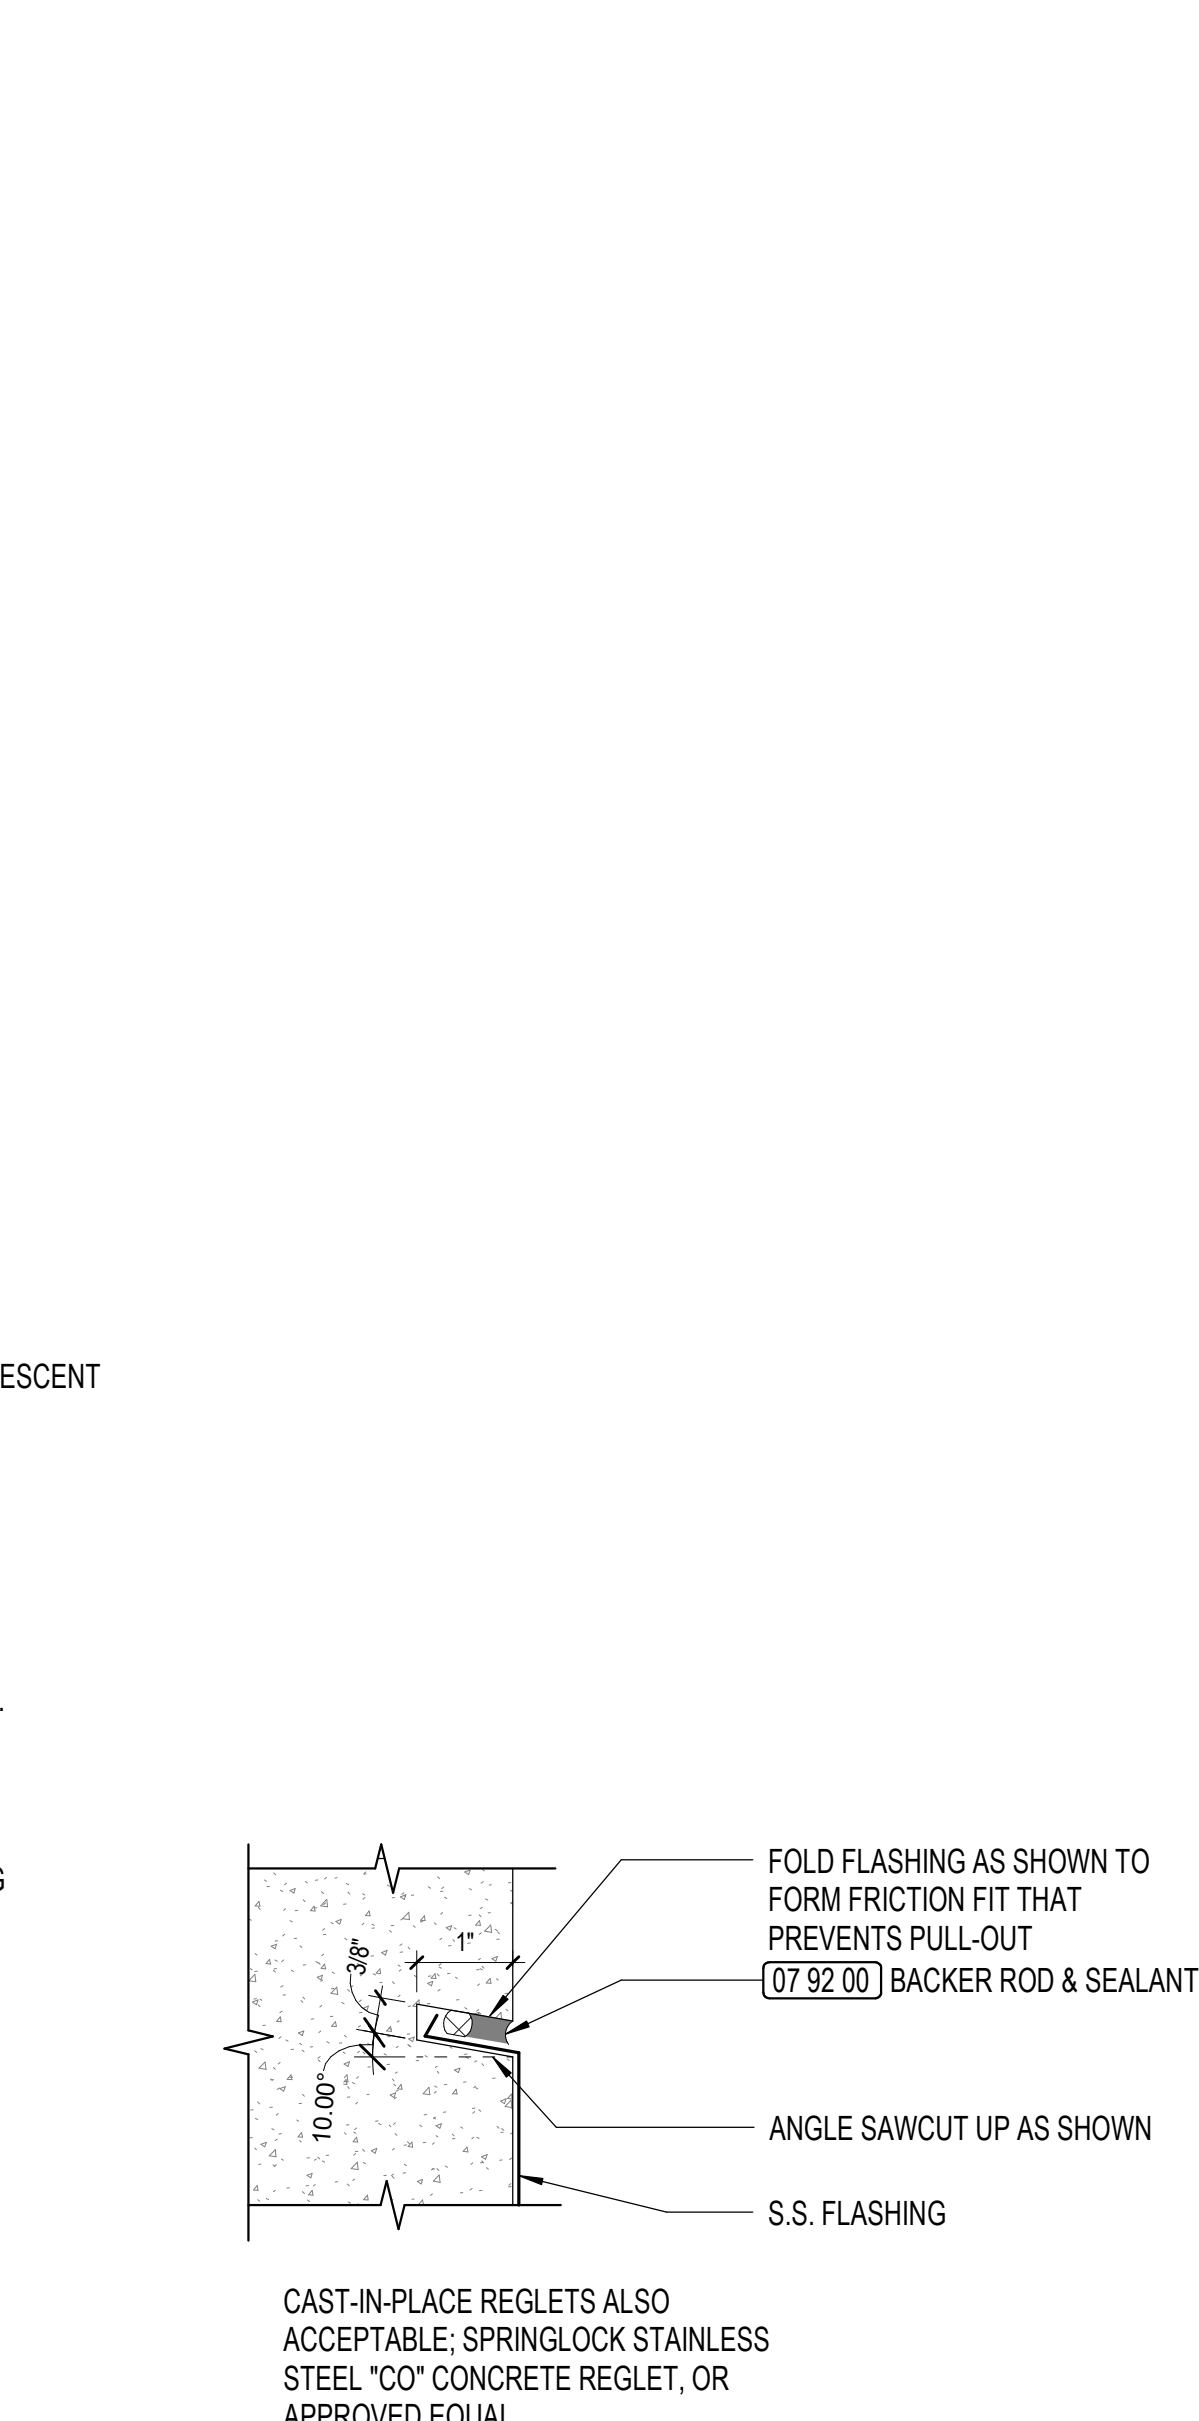 ESCENT
.
G
FOLD FLASHING AS SHOWN TO
FORM FRICTION FIT THAT
PREVENTS PULL-OUT
07 92 00 BACKER ROD & SEALANT
1"
3/8"
10.00°
ANGLE SAWCUT UP AS SHOWN
S.S. FLASHING
CAST-IN-PLACE REGLETS ALSO
ACCEPTABLE; SPRINGLOCK STAINLESS
STEEL "CO" CONCRETE REGLET, OR
APPROVED EQUAL